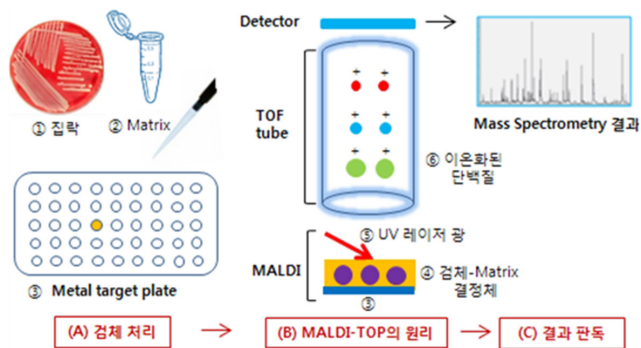 Detector
① 집락
② Matrix
TOF
tube
Mass Spectrometry 결과
⑥ 이온화된
단백질
⑤ UV 레이저 광
MALDI
④ 검체-Matrix
결정체
③
③ Metal target plate
(A) 검체 처리
(B) MALDI-TOP의 원리
(C) 결과 판독